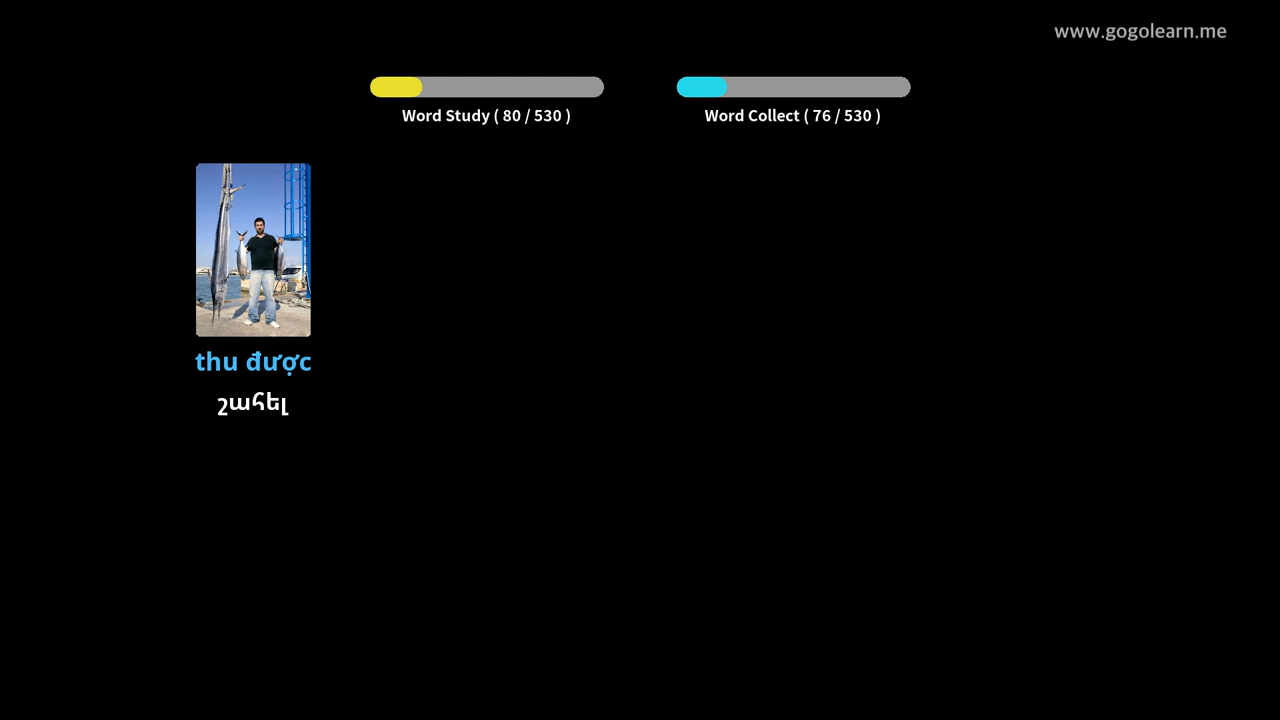 www.gogolearn.me
Word Study ( 80 / 530 )
Word Collect ( 76 / 530 )
thu được
շահել